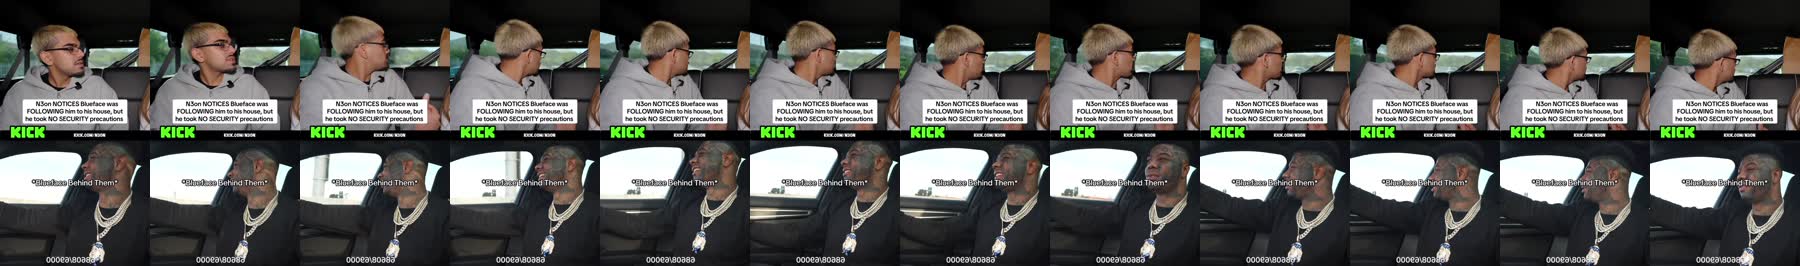 N3on NOTICES Blueface was
FOLLOWING him to his house, but
he took NO SECURITY precautions
KICK
KICK.COM/N3ON
*Blueface Behind Them*